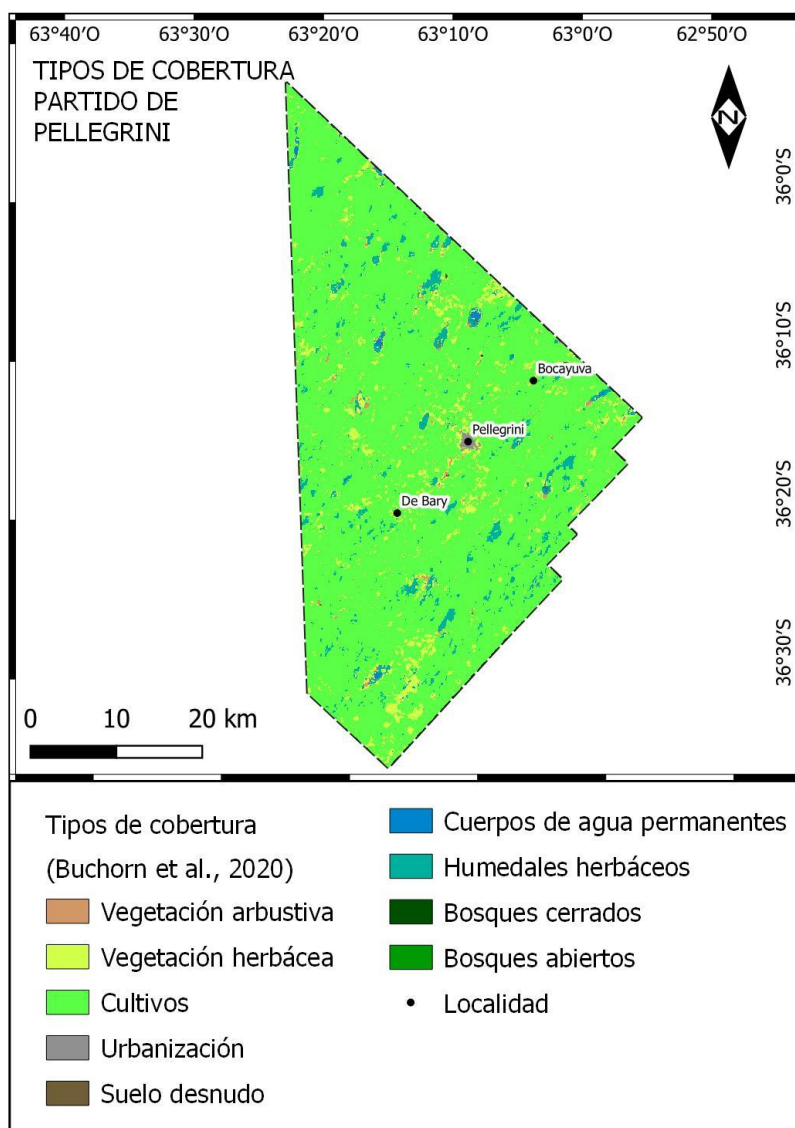 63°40'O 63°30'O 63°20'O 63°10'O 63°0'O 62°50'O
TIPOS DE COBERTURA
PARTIDO DE
PELLEGRINI
N
36°0'S
36°10'S
Bocayuva
Pellegrini
36°20'S
De Bary
36°30'S
0 10 20 km
Tipos de cobertura
(Buchorn et al., 2020)
Vegetación arbustiva
Vegetación herbácea
Cultivos
Urbanización
Suelo desnudo
Cuerpos de agua permanentes
Humedales herbáceos
Bosques cerrados
Bosques abiertos
Localidad